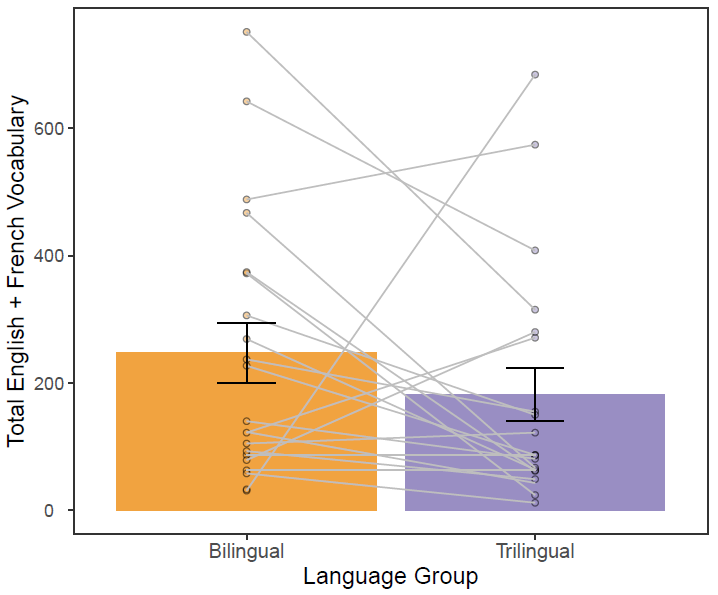 Total English + French Vocabulary
600
400
200
0
Bilingual
Trilingual
Language Group